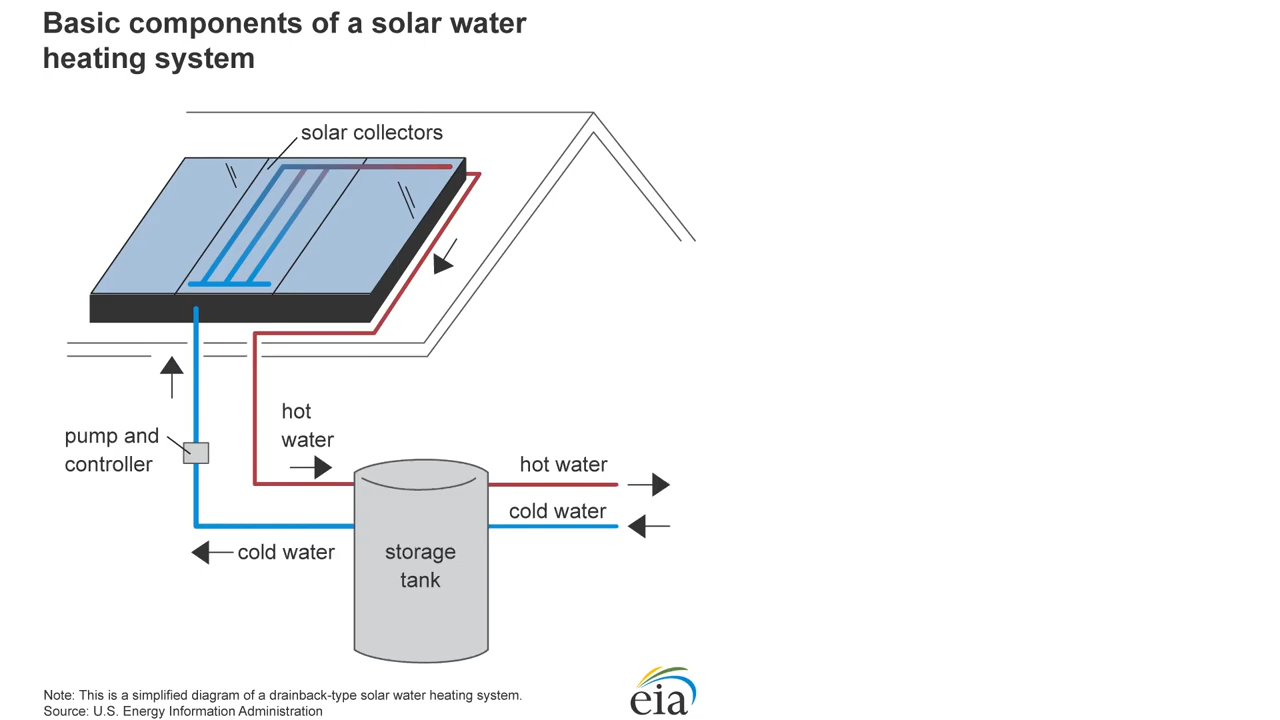 Basic components of a solar water
heating system
solar collectors
hot
water
pump and
controller
hot water
cold water
cold water
storage
tank
Note: This is a simplified diagram of a drainback-type solar water heating system.
Source: U.S. Energy Information Administration
eia